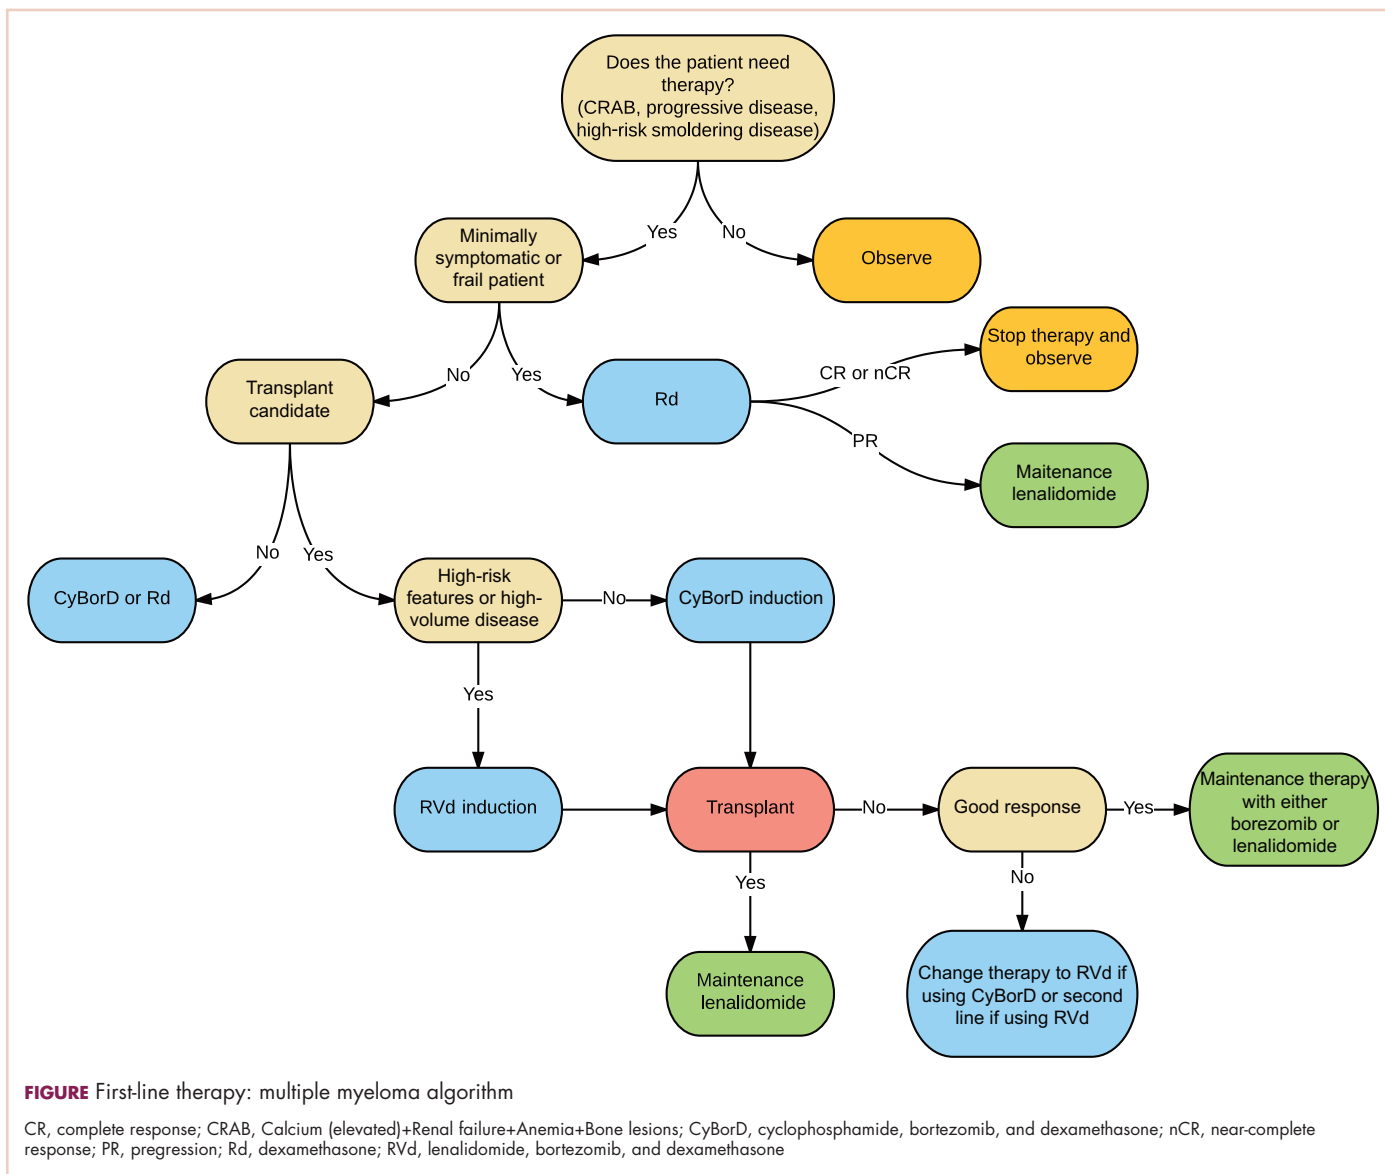 Does the patient need
therapy?
(CRAB, progressive disease,
high-risk smoldering disease)
Yes
No
Minimally
symptomatic or
frail patient
Observe
No
Yes
Transplant
candidate
Rd
CR or nCR
Stop therapy and
observe
PR
Maitenance
lenalidomide
No
Yes
CyBorD or Rd
High-risk
features or high-
volume disease
No
CyBorD induction
Yes
RVd induction
Transplant
No
Good response
Yes
Maintenance therapy
with either
borezomib or
lenalidomide
Yes
No
Maintenance
lenalidomide
Change therapy to RVd if
using CyBorD or second
line if using RVd
FIGURE First-line therapy: multiple myeloma algorithm
CR, complete response; CRAB, Calcium (elevated)+Renal failure+Anemia+Bone lesions; CyBorD, cyclophosphamide, bortezomib, and dexamethasone; nCR, near-complete
response; PR, pregression; Rd, dexamethasone; RVd, lenalidomide, bortezomib, and dexamethasone